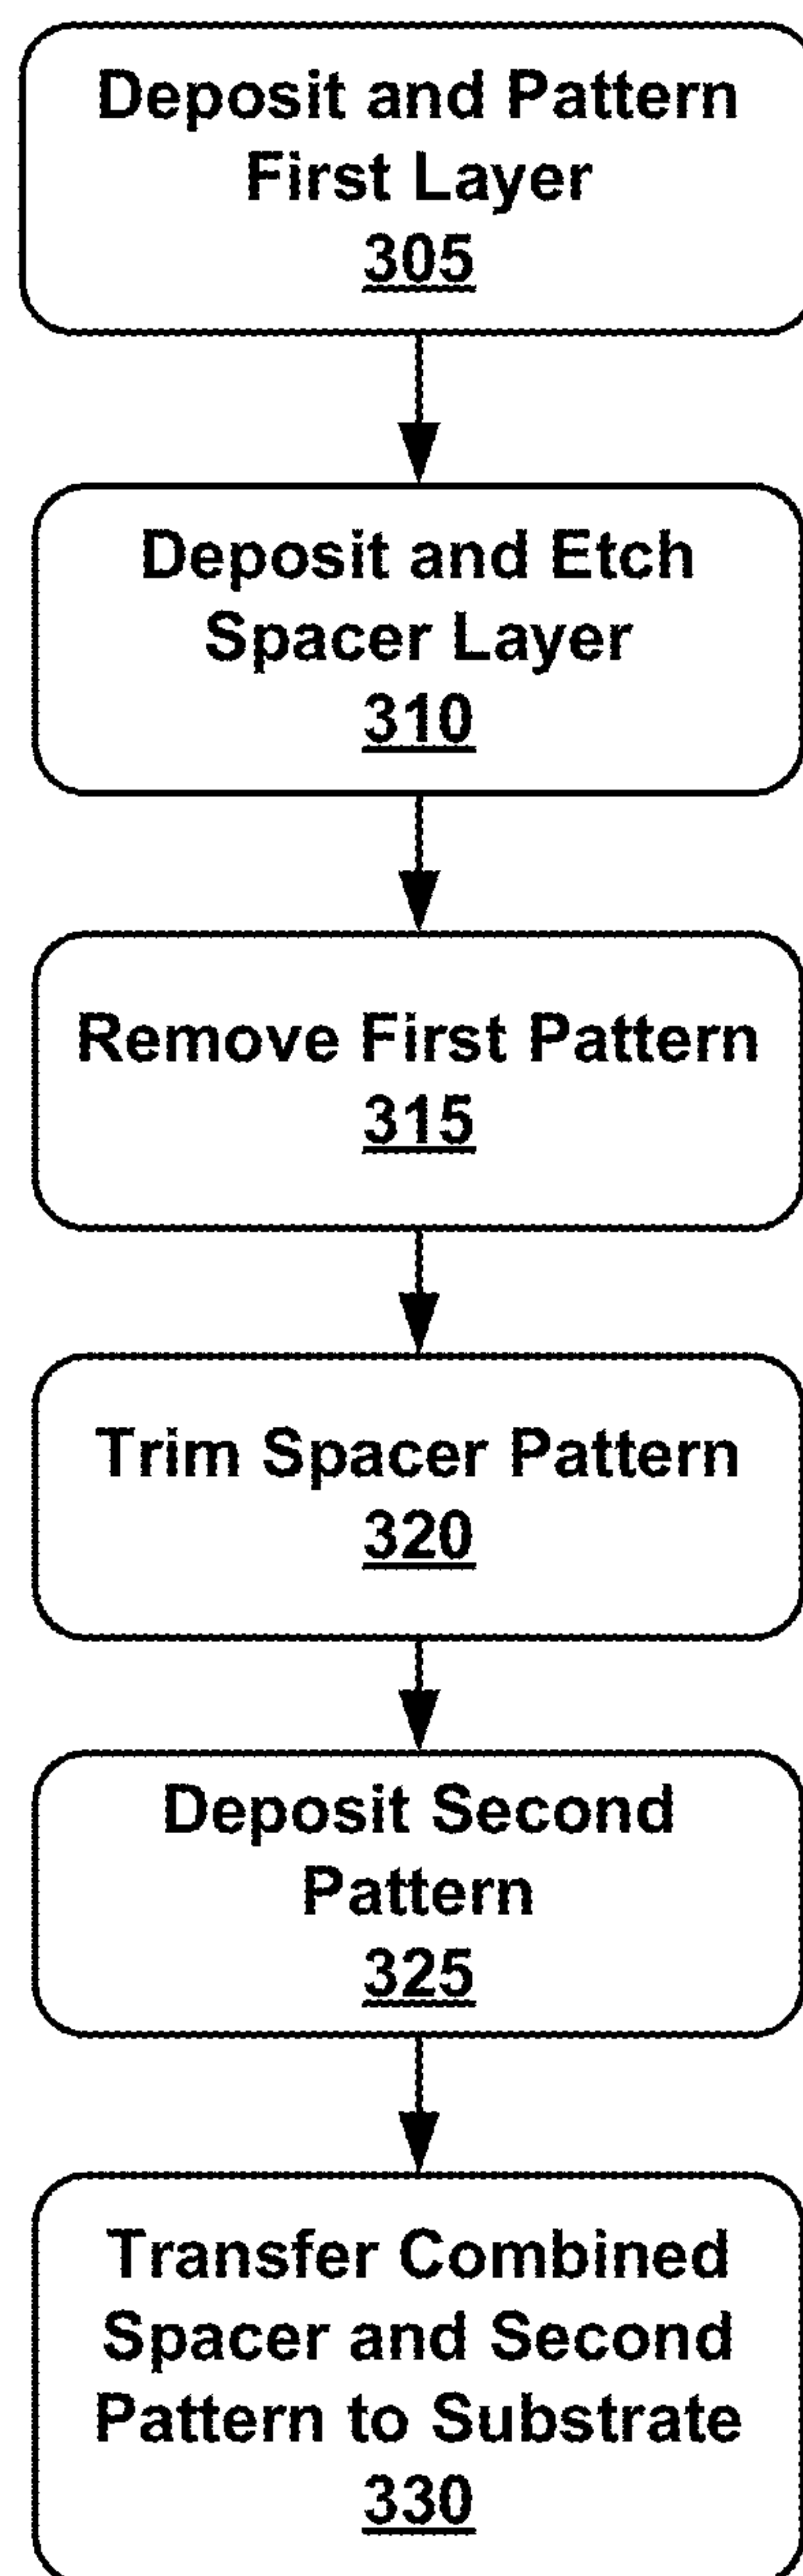 Deposit and Pattern
First Layer
305
Deposit and Etch
Spacer Layer
310
Remove First Pattern
315
Trim Spacer Pattern
320
Deposit Second
Pattern
325
Transfer Combined
Spacer and Second
Pattern to Substrate
330